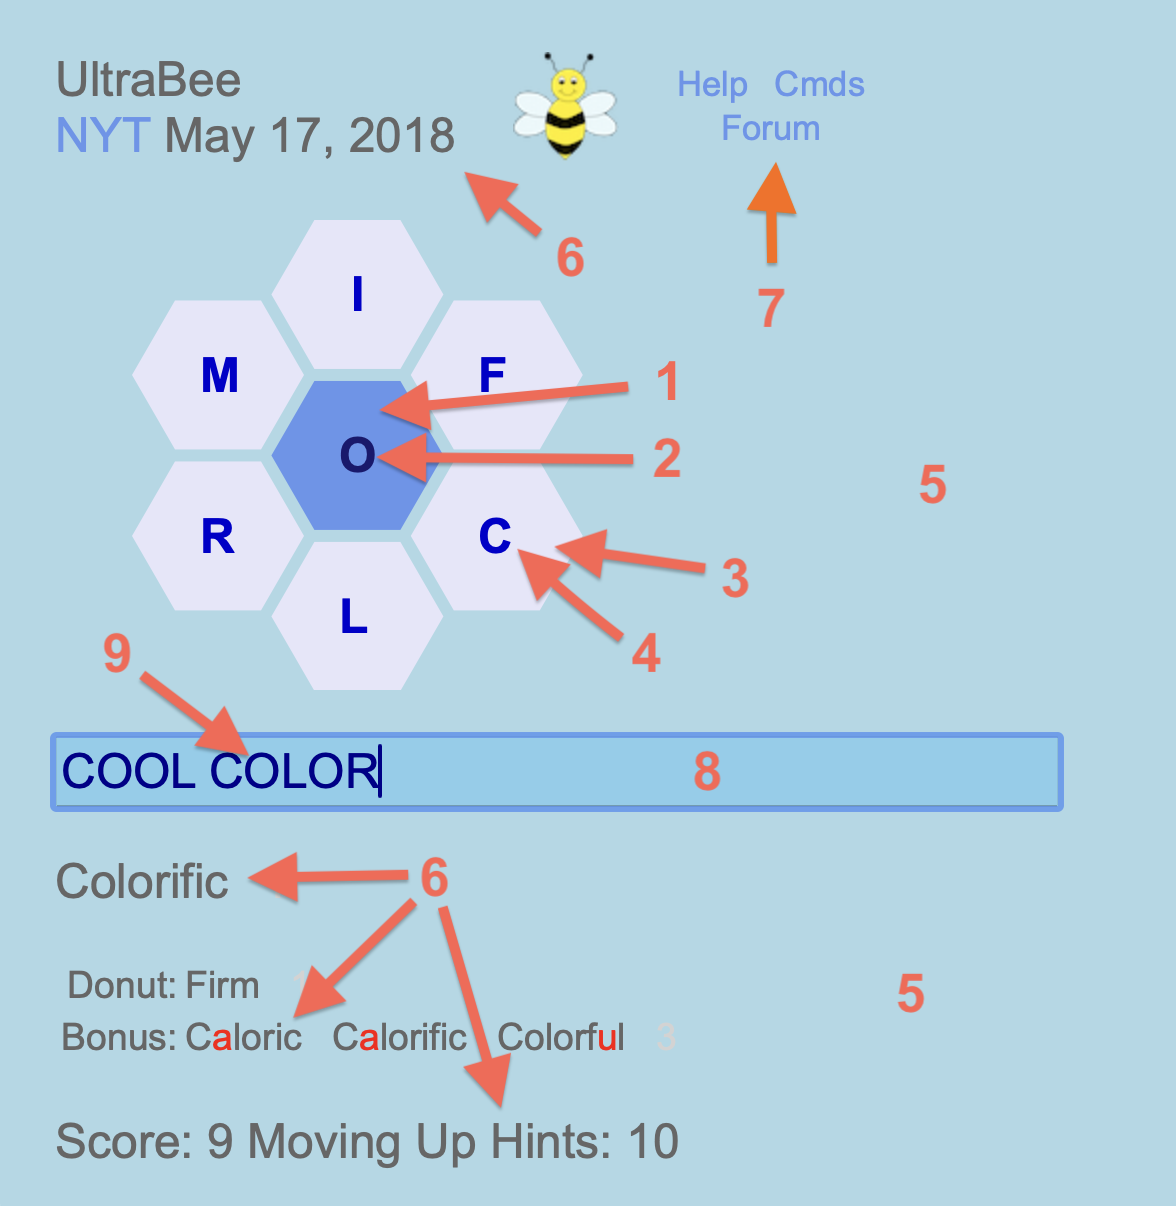 UltraBee
Help Cmds
NYT May 17, 2018
Forum
6
7
I
M
F
1
O
2
5
R
C
3
L
4
9
COOL COLOR
8
Colorific
6
Donut: Firm 1
5
Bonus: Caloric Calorific Colorful 3
Score: 9 Moving Up Hints: 10